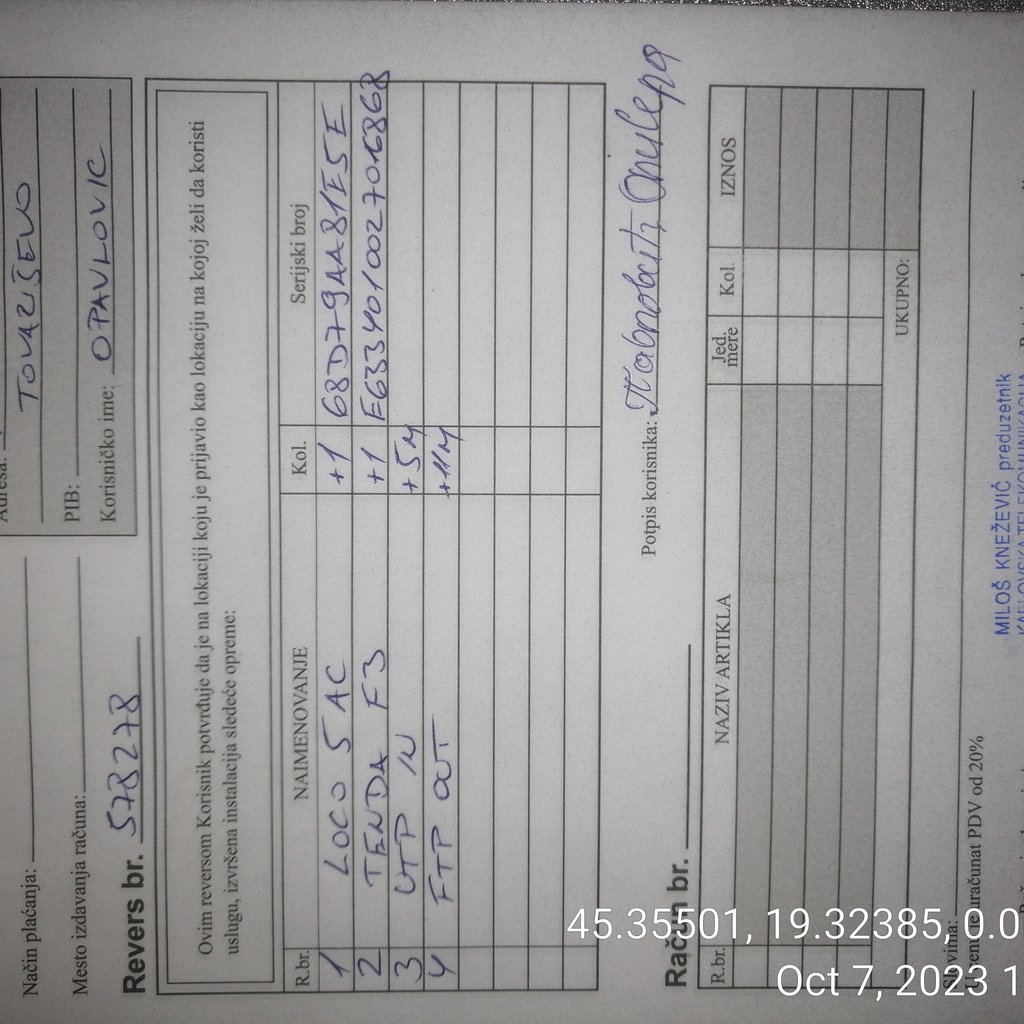 TOVARIŠEVO
PIB:
Korisničko ime: OPAVLOVIC
Način plaćanja:
Mesto izdavanja računa:
Revers br. 578278
Ovim reversom Korisnik potvrđuje da je na lokaciji koju je prijavio kao lokaciju na kojoj želi da koristi
uslugu, izvršena instalacija sledeće opreme:
R.br. NAIMENOVANJE Kol. Serijski broj
1 LOCO 5 AC +1 68D79AA81E5E
2 TENDA F3 +1
3 UTP IN +5M
4 FTP OUT +11M
Potpis korisnika:
Račun br.
R.br. NAZIV ARTIKLA Jed. mere Kol. IZNOS
UKUPNO:
uračunat PDV od 20%
MILOŠ KNEŽEVIĆ preduzetnik
45.35501, 19.32385, 0.0
Oct 7, 2023 1